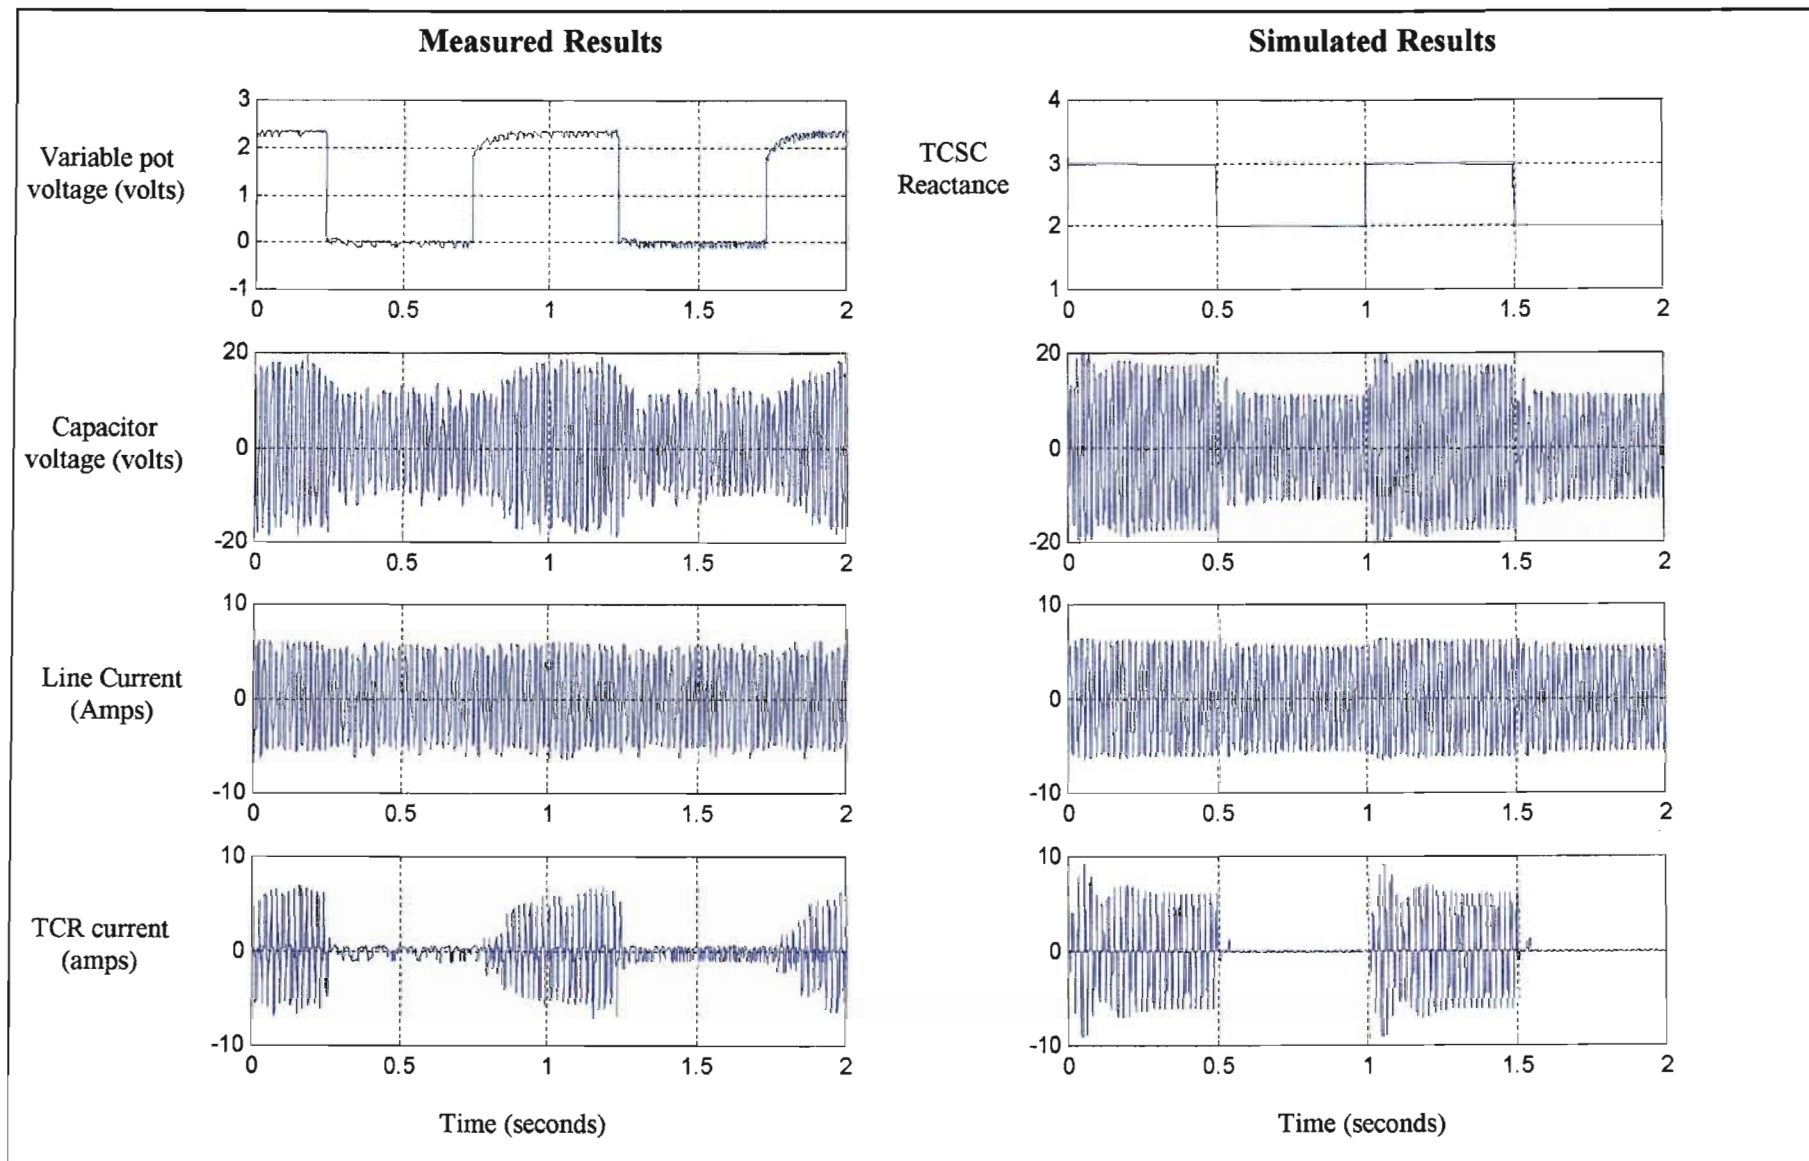 Measured Results
Simulated Results
Variable pot
voltage (volts)
3
2
1
0
-1
0 0.5 1 1.5 2
TCSC
Reactance
4
3
2
1
0 0.5 1 1.5 2
Capacitor
voltage (volts)
20
0
-20
0 0.5 1 1.5 2
20
0
-20
0 0.5 1 1.5 2
Line Current
(Amps)
10
0
-10
0 0.5 1 1.5 2
10
0
-10
0 0.5 1 1.5 2
TCR current
(amps)
10
0
-10
0 0.5 1 1.5 2
10
0
-10
0 0.5 1 1.5 2
Time (seconds)
Time (seconds)